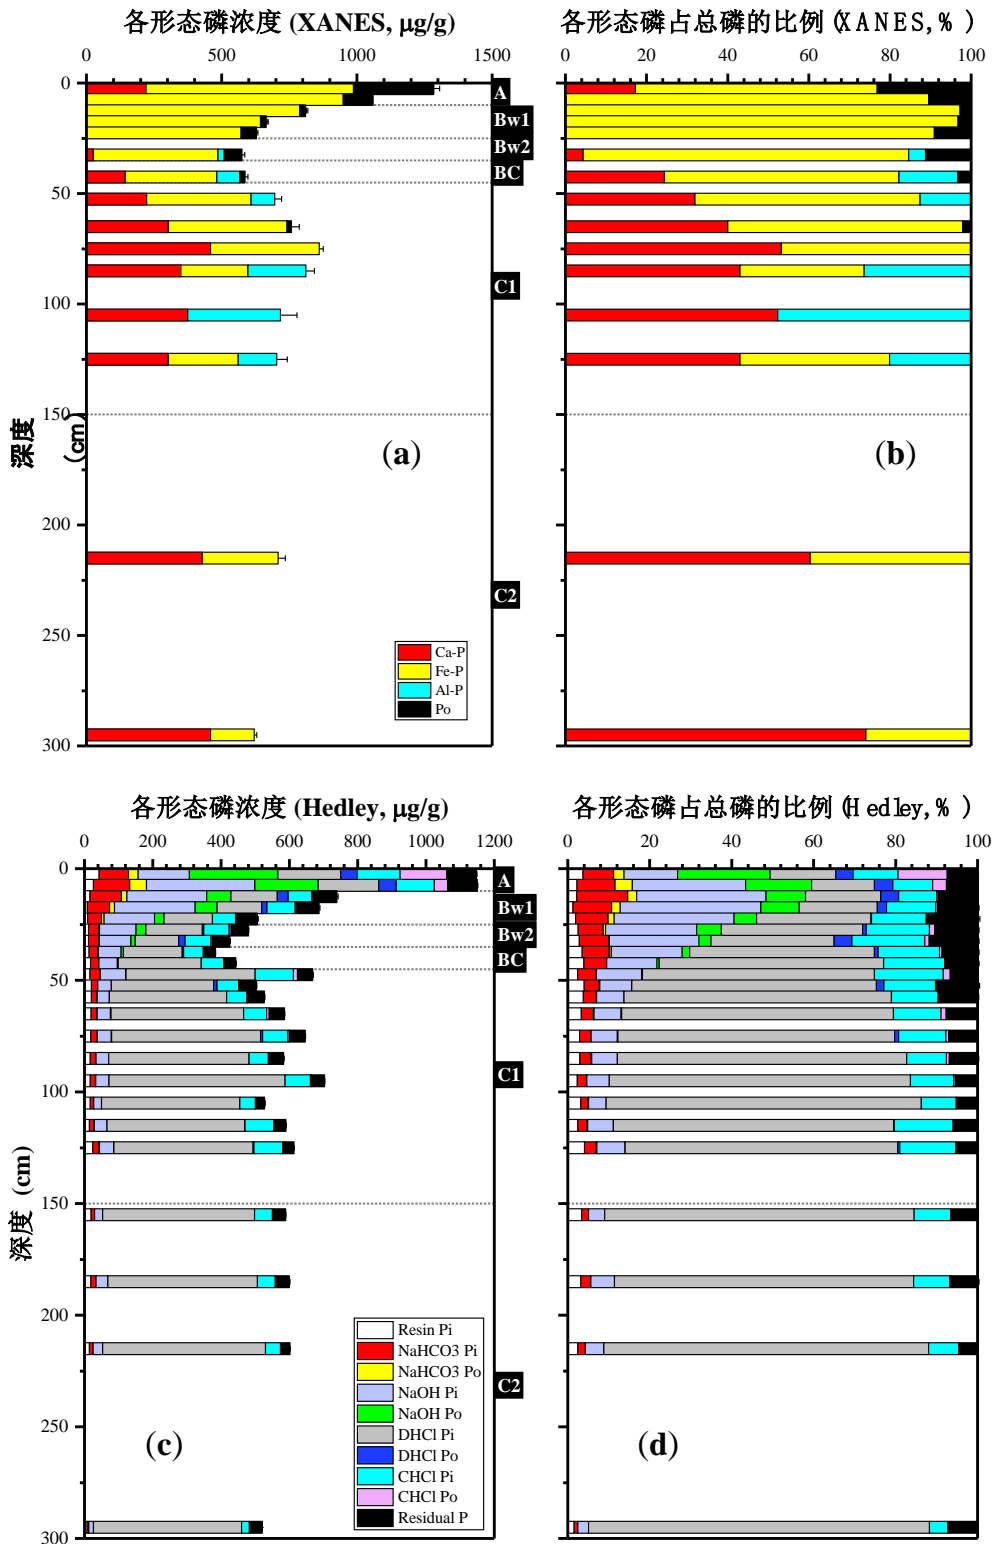 各形态磷浓度 (XANES, μg/g)
各形态磷占总磷的比例 (XANES, % )
0 500 1000 1500
0 20 40 60 80 100
0
50
100
150
200
250
300
深度
(cm)
A
Bw1
Bw2
BC
C1
C2
(a)
(b)
Ca-P
Fe-P
Al-P
Po
各形态磷浓度 (Hedley, μg/g)
各形态磷占总磷的比例 (Hedley, % )
0 200 400 600 800 1000 1200
0 20 40 60 80 100
0
50
100
150
200
250
300
深度 (cm)
A
Bw1
Bw2
BC
C1
C2
(c)
(d)
Resin Pi
NaHCO3 Pi
NaHCO3 Po
NaOH Pi
NaOH Po
DHCl Pi
DHCl Po
CHCl Pi
CHCl Po
Residual P